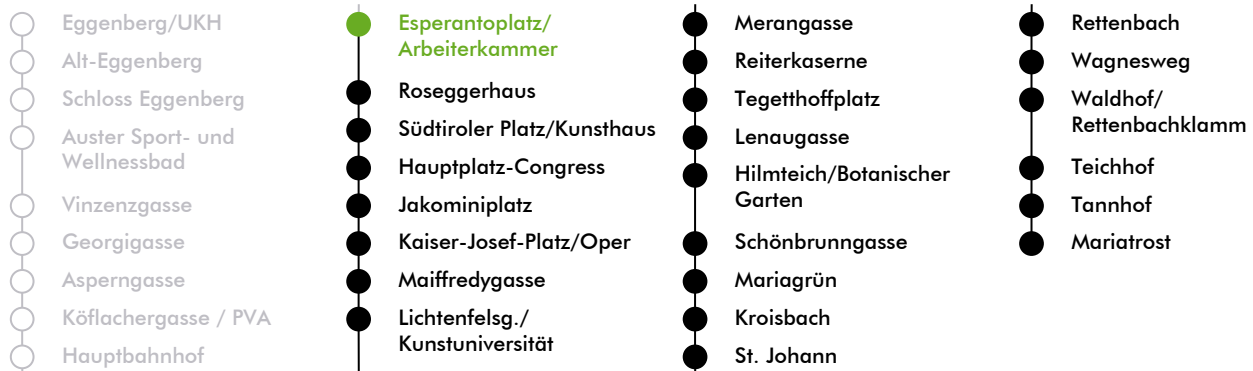 Eggenberg/UKH
Alt-Eggenberg
Schloss Eggenberg
Auster Sport- und
Wellnessbad
Vinzenzgasse
Georgigasse
Asperngasse
Köflachergasse / PVA
Hauptbahnhof
Esperantoplatz/
Arbeiterkammer
Roseggerhaus
Südtiroler Platz/Kunsthaus
Hauptplatz-Congress
Jakominiplatz
Kaiser-Josef-Platz/Oper
Maiffredygasse
Lichtenfelsg./
Kunstuniversität
Merangasse
Reiterkaserne
Tegetthoffplatz
Lenaugasse
Hilmteich/Botanischer
Garten
Schönbrunngasse
Mariagrün
Kroisbach
St. Johann
Rettenbach
Wagnesweg
Waldhof/
Rettenbachklamm
Teichhof
Tannhof
Mariatrost